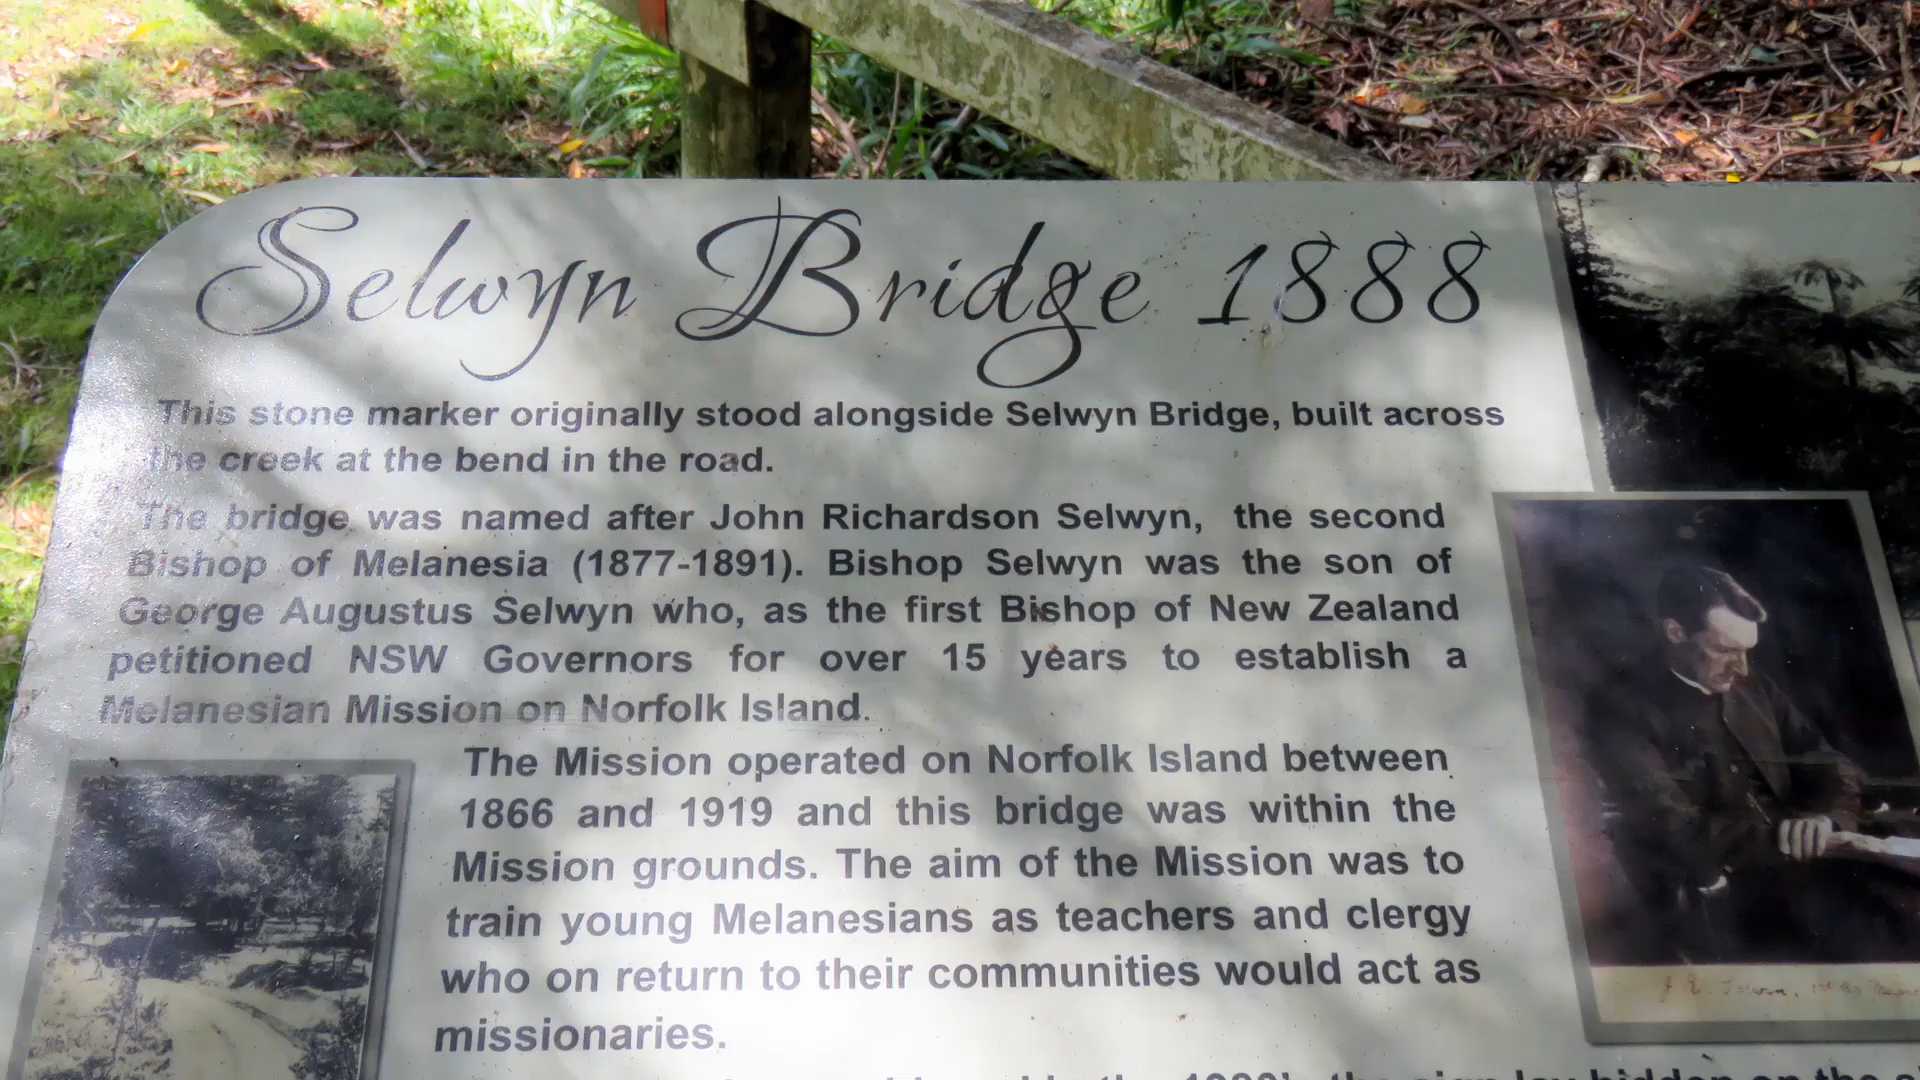 Selwyn Bridge 1888
This stone marker originally stood alongside Selwyn Bridge, built across
the creek at the bend in the road.
The bridge was named after John Richardson Selwyn, the second
Bishop of Melanesia (1877-1891). Bishop Selwyn was the son of
George Augustus Selwyn who, as the first Bishop of New Zealand
petitioned NSW Governors for over 15 years to establish a
Melanesian Mission on Norfolk Island.
The Mission operated on Norfolk Island between
1866 and 1919 and this bridge was within the
Mission grounds. The aim of the Mission was to
train young Melanesians as teachers and clergy
who on return to their communities would act as
missionaries.